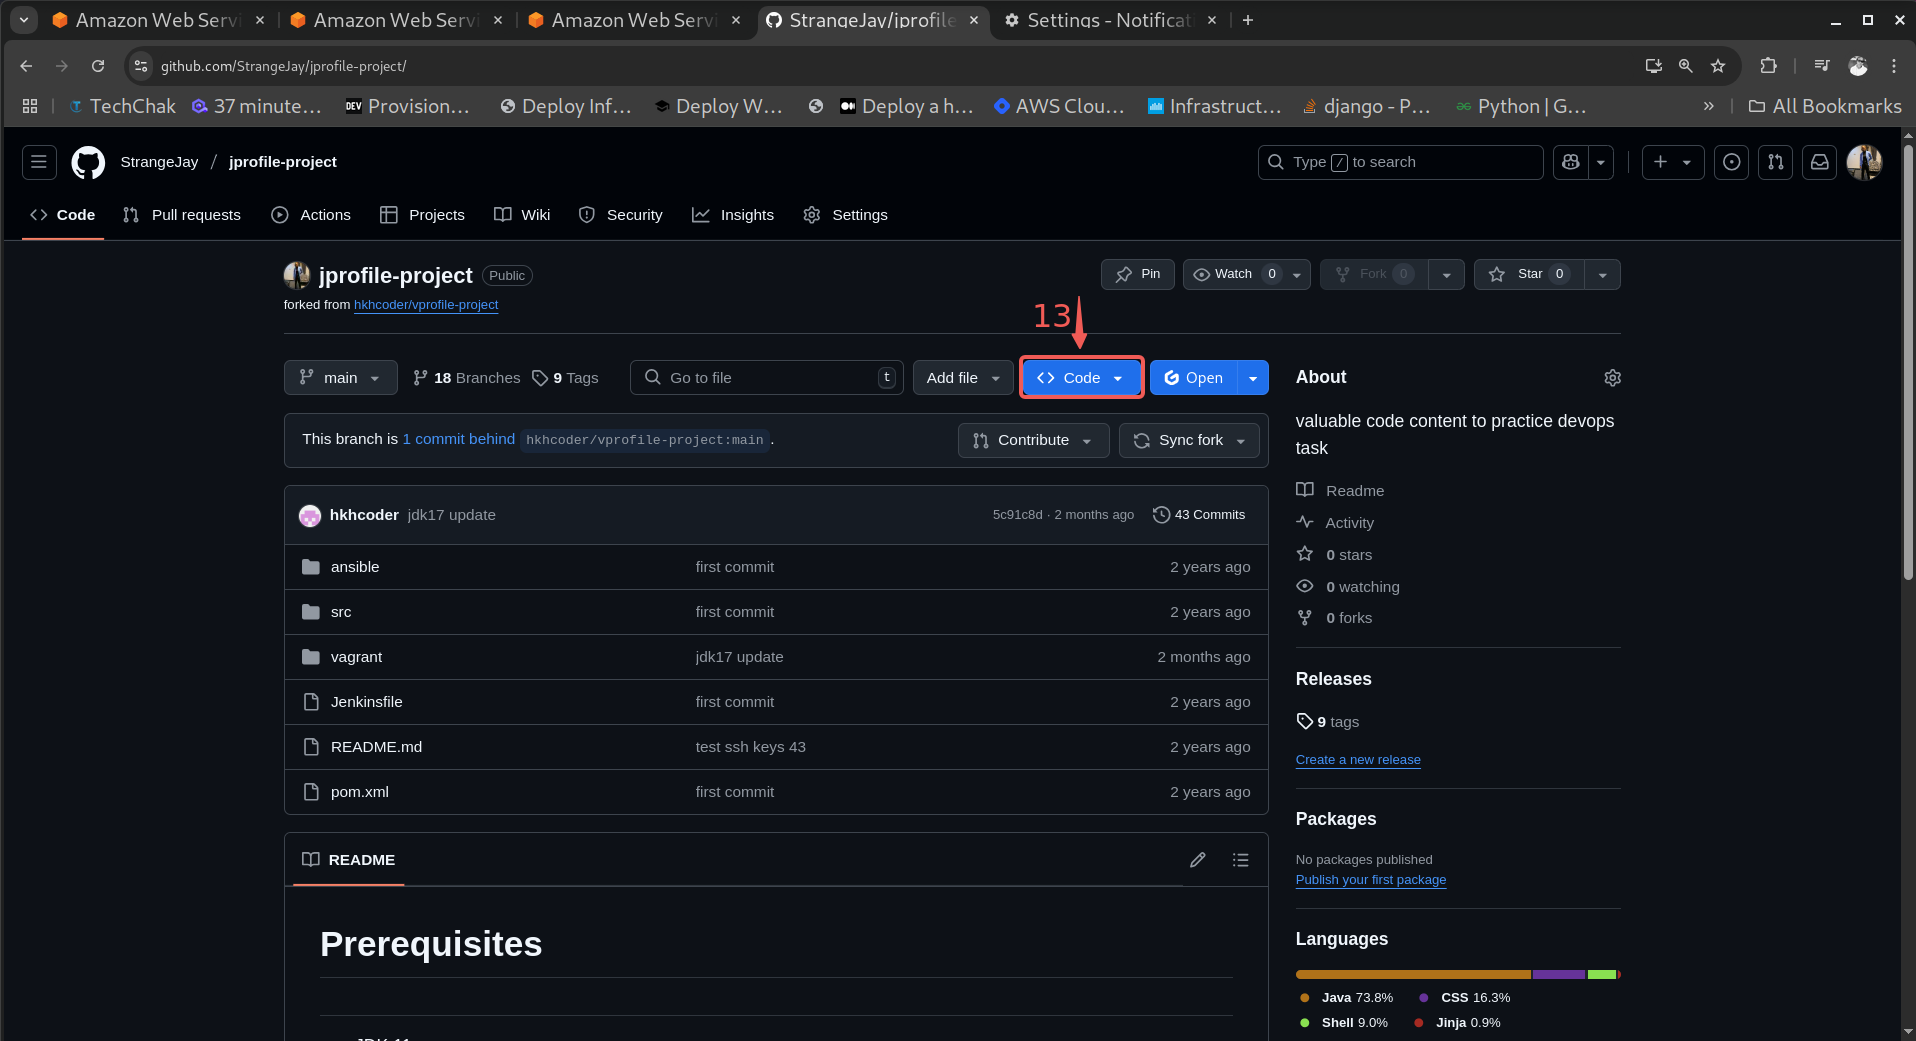 Amazon Web Servi
Amazon Web Servi
Amazon Web Servi
StrangeJay/jprofile
Settings - Notificati
github.com/StrangeJay/jprofile-project/
TechChak
37 minute...
DEV Provision...
Deploy Inf...
Deploy W...
Deploy a h...
AWS Clou...
Infrastruct...
django - P...
Python | G...
»
All Bookmarks
StrangeJay / jprofile-project
Type / to search
Code
Pull requests
Actions
Projects
Wiki
Security
Insights
Settings
jprofile-project Public
Pin
Watch 0
Fork 0
Star 0
forked from hkhcoder/vprofile-project
13
main
18 Branches
9 Tags
Go to file t
Add file
Code
Open
This branch is 1 commit behind hkhcoder/vprofile-project:main .
Contribute
Sync fork
hkhcoder jdk17 update 5c91c8d · 2 months ago 43 Commits
ansible first commit 2 years ago
src first commit 2 years ago
vagrant jdk17 update 2 months ago
Jenkinsfile first commit 2 years ago
README.md test ssh keys 43 2 years ago
pom.xml first commit 2 years ago
README
Prerequisites
About
valuable code content to practice devops
task
Readme
Activity
0 stars
0 watching
0 forks
Releases
9 tags
Create a new release
Packages
No packages published
Publish your first package
Languages
Java 73.8% CSS 16.3%
Shell 9.0% Jinja 0.9%